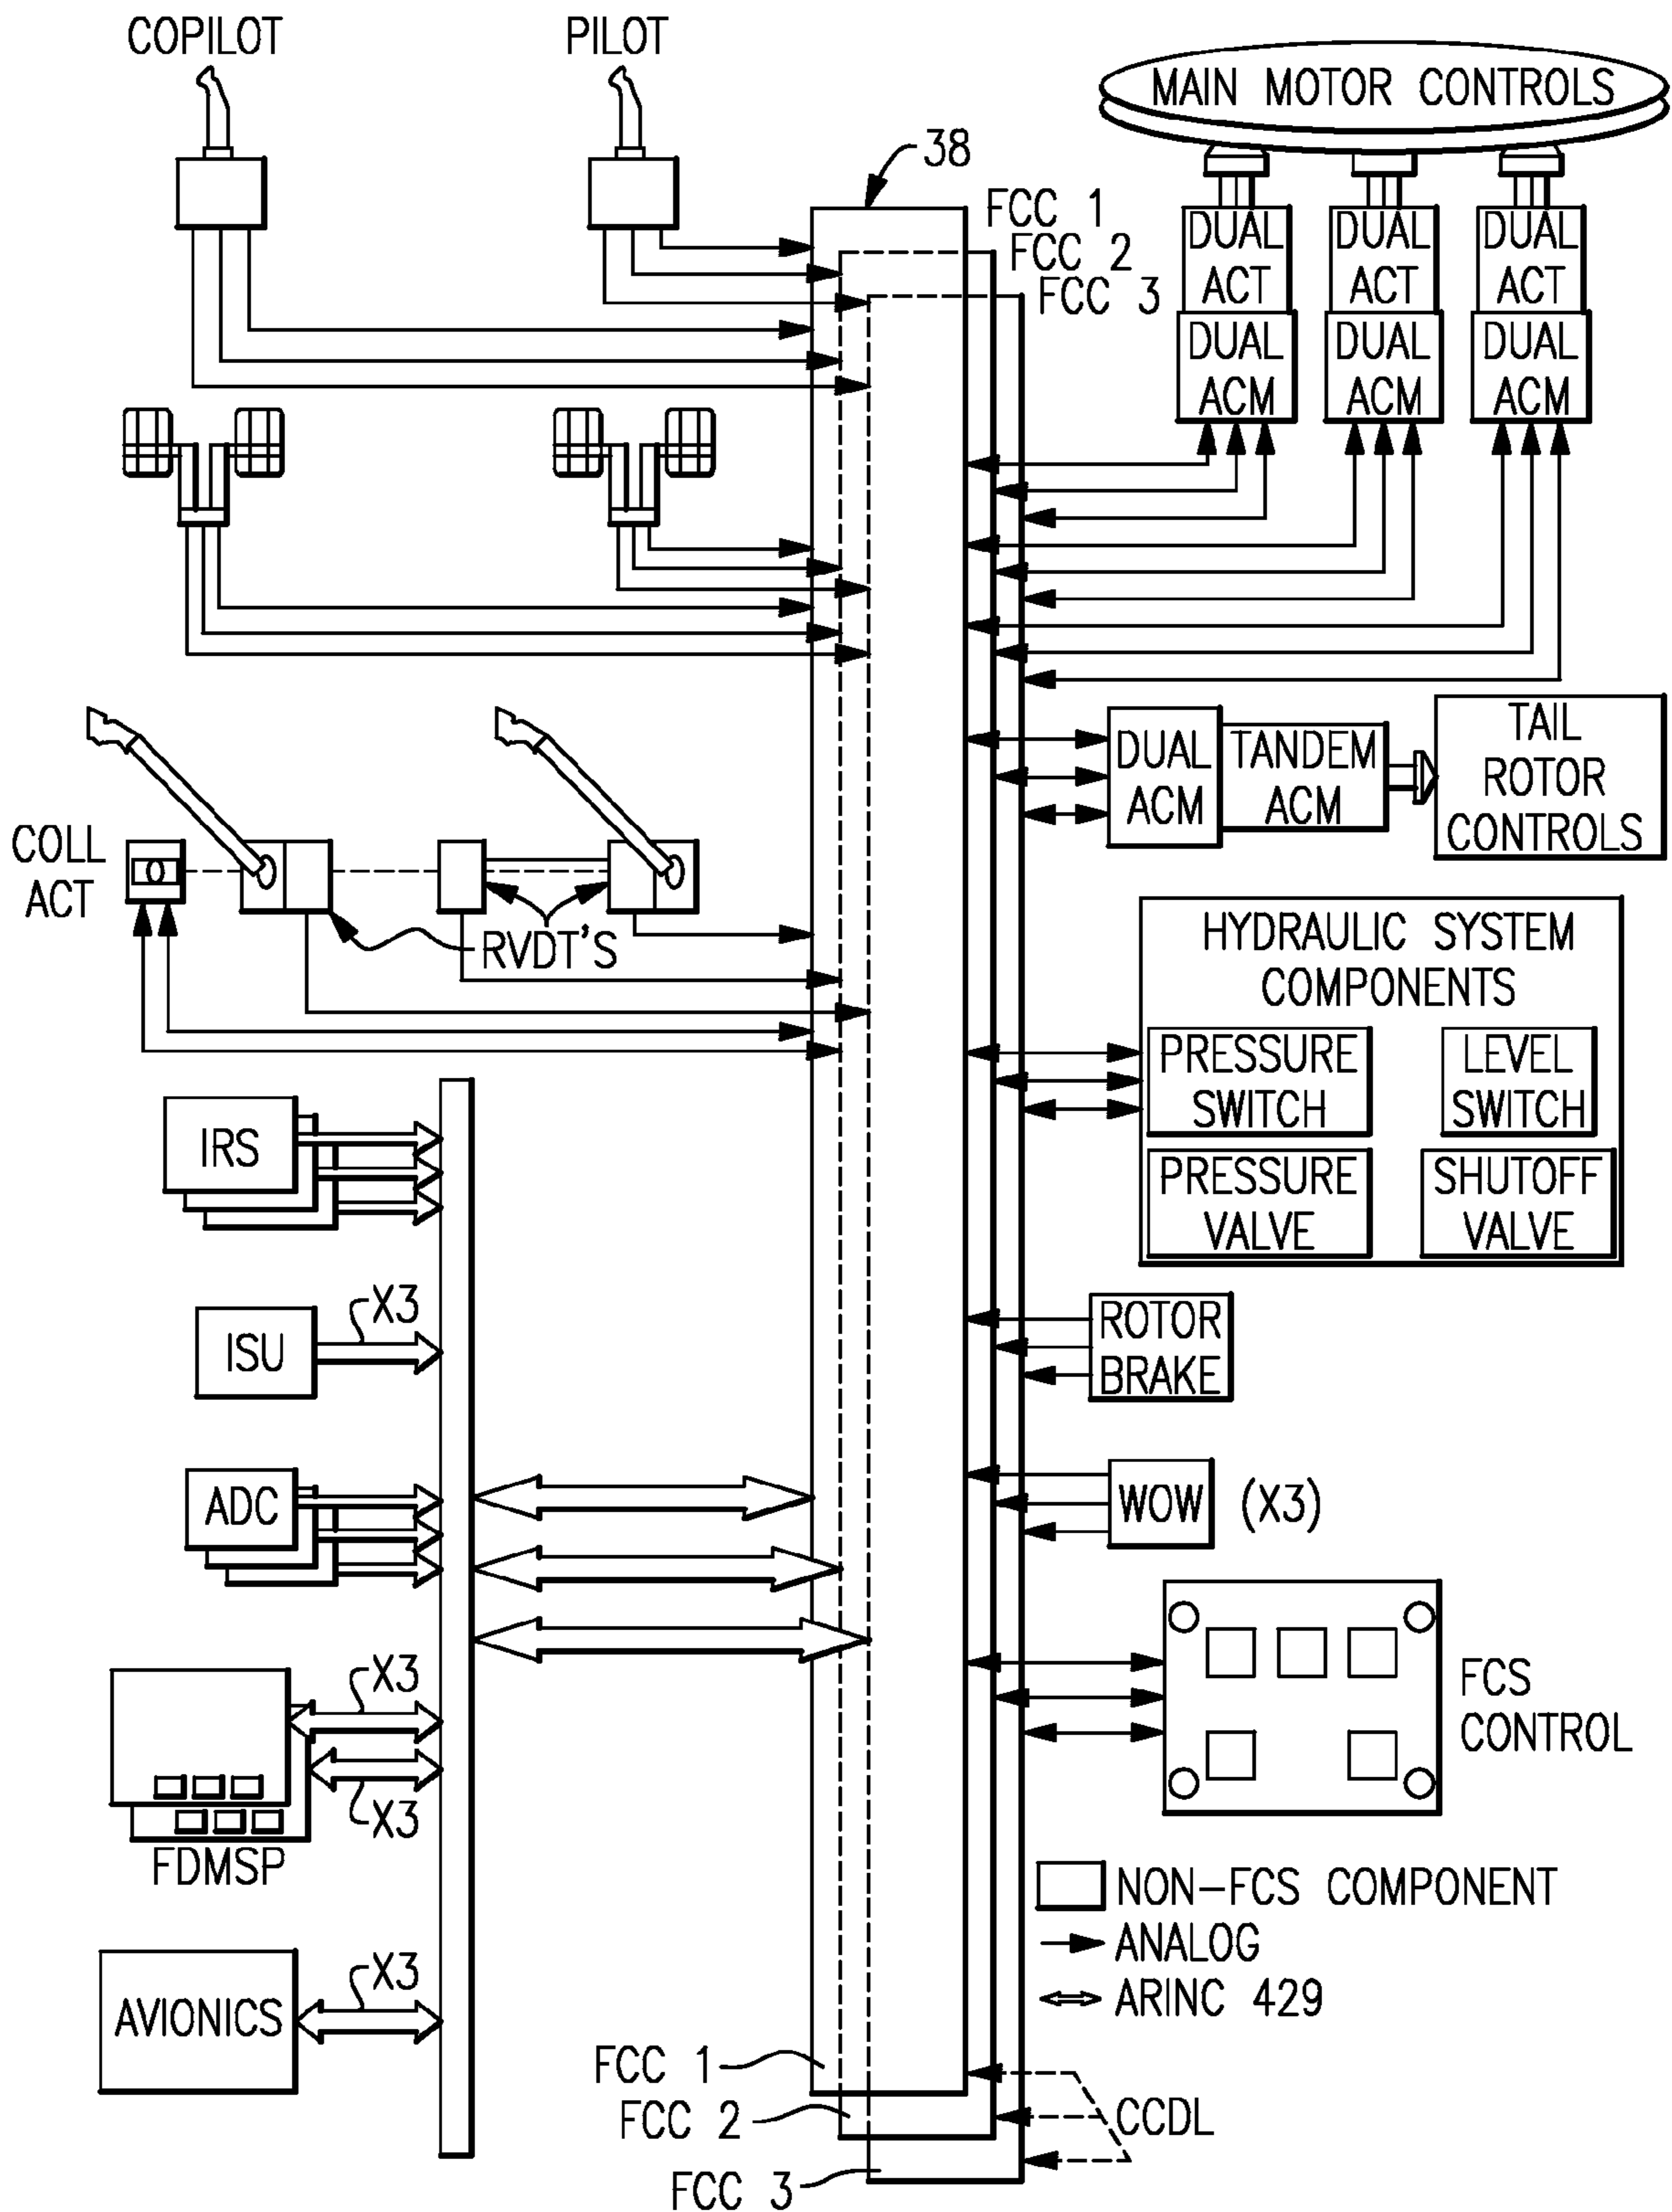 COPILOT
PILOT
MAIN MOTOR CONTROLS
38
FCC 1
FCC 2
FCC 3
DUAL
ACT
DUAL
ACT
DUAL
ACT
DUAL
ACM
DUAL
ACM
DUAL
ACM
DUAL
ACM
TANDEM
ACM
TAIL
ROTOR
CONTROLS
COLL
ACT
RVDT'S
HYDRAULIC SYSTEM
COMPONENTS
PRESSURE
SWITCH
LEVEL
SWITCH
PRESSURE
VALVE
SHUTOFF
VALVE
IRS
ISU
X3
ROTOR
BRAKE
ADC
WOW
(X3)
X3
X3
FDMSP
FCS
CONTROL
NON-FCS COMPONENT
ANALOG
ARINC 429
AVIONICS
X3
FCC 1
FCC 2
FCC 3
CCDL